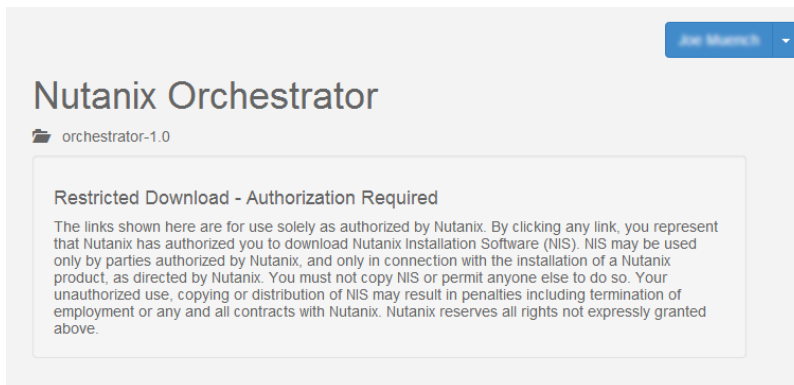 Nutanix Orchestrator
orchestrator-1.0
Restricted Download - Authorization Required
The links shown here are for use solely as authorized by Nutanix. By clicking any link, you represent
that Nutanix has authorized you to download Nutanix Installation Software (NIS). NIS may be used
only by parties authorized by Nutanix, and only in connection with the installation of a Nutanix
product, as directed by Nutanix. You must not copy NIS or permit anyone else to do so. Your
unauthorized use, copying or distribution of NIS may result in penalties including termination of
employment or any and all contracts with Nutanix. Nutanix reserves all rights not expressly granted
above.